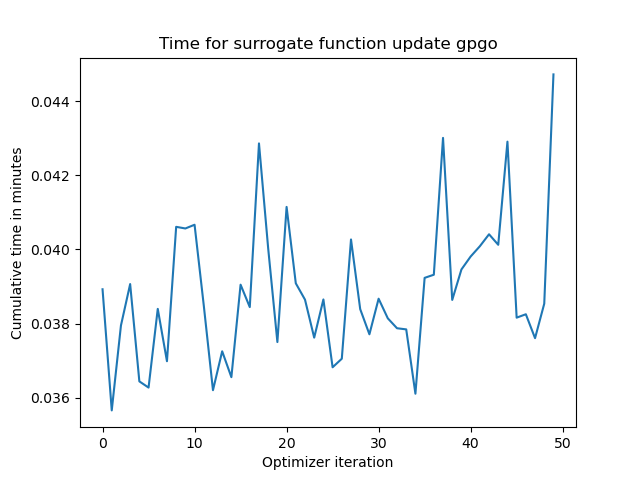 Time for surrogate function update gpgo
Cumulative time in minutes
0.044
0.042
0.040
0.038
0.036
0 10 20 30 40 50
Optimizer iteration